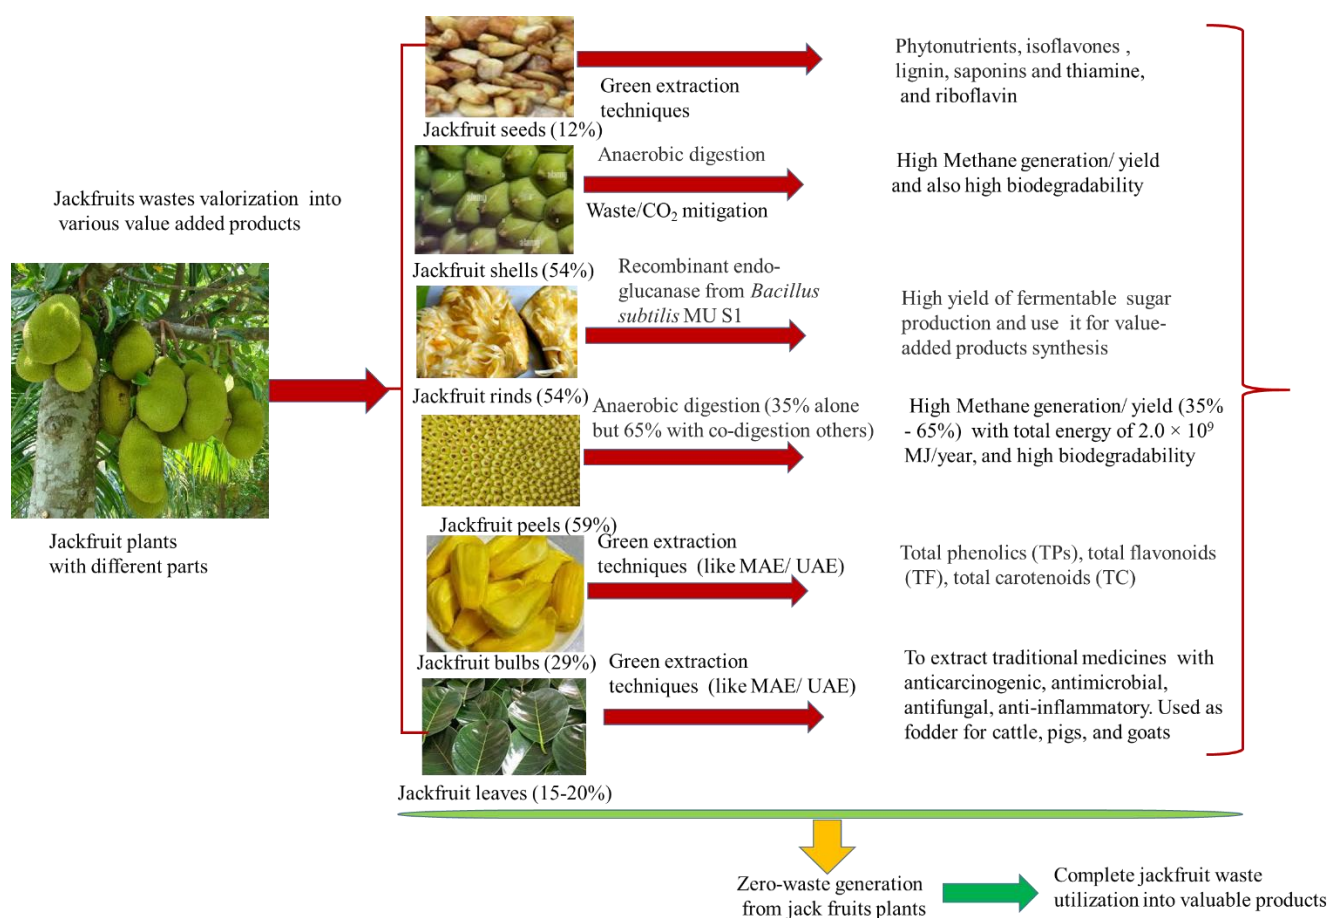 Jackfruits wastes valorization into
various value added products
Jackfruit plants
with different parts
Green extraction
techniques
Phytonutrients, isoflavones ,
lignin, saponins and thiamine,
and riboflavin
Jackfruit seeds (12%)
Anaerobic digestion
Waste/CO₂ mitigation
High Methane generation/ yield
and also high biodegradability
alamy
alamy
Jackfruit shells (54%)
Recombinant endo-
glucanase from Bacillus
subtilis MU S1
High yield of fermentable sugar
production and use it for value-
added products synthesis
Jackfruit rinds (54%)
Anaerobic digestion (35% alone
but 65% with co-digestion others)
High Methane generation/ yield (35%
- 65%) with total energy of 2.0 × 10⁹
MJ/year, and high biodegradability
Jackfruit peels (59%)
Green extraction
techniques (like MAE/ UAE)
Total phenolics (TPs), total flavonoids
(TF), total carotenoids (TC)
Jackfruit bulbs (29%)
Green extraction
techniques (like MAE/ UAE)
To extract traditional medicines with
anticarcinogenic, antimicrobial,
antifungal, anti-inflammatory. Used as
fodder for cattle, pigs, and goats
Jackfruit leaves (15-20%)
Zero-waste generation
from jack fruits plants
Complete jackfruit waste
utilization into valuable products